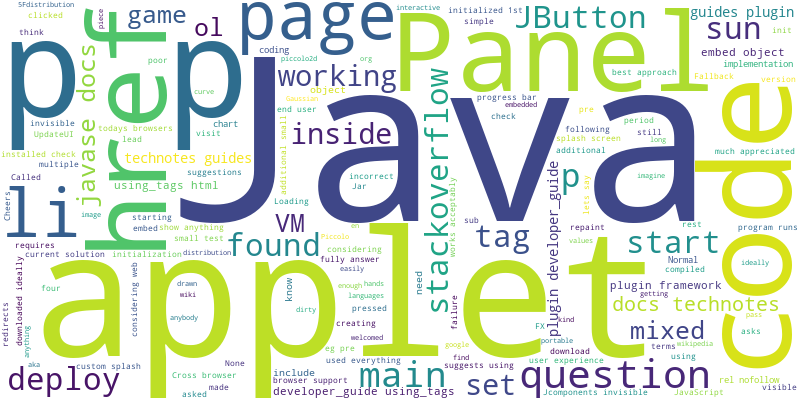 5Fdistribution
clicked
think
game
ol
page
JButton
initialized 1st
interactive
simple
piece
guides plugin
init
sun
embed object
implementation
p
p
href
Panel
java
code
coding
poor
piccolo2d
org
working
object
curve
Gaussian
end user
chart
visit
javase docs
invisible
UpdateUI
todays browsers
lead
installed check
multiple
technotes guides
suggestions
using_tags html
inside
additional small
incorrect
Jar
stackoverflow
progress bar
embedded
check
pre
period
best approach
Fallback
version
following
still
splash screen
long
additional
much appreciated
li
Called
Cheers
image
VM
Loading
en
sub
p
lets say
imagine
works acceptably
starting
embed
show anything
small test
found
considering
fully answer
easily
tag
repaint
values
start
rest
Normal
compiled
program runs
ideally
requires
current solution
initialization
distribution
need
plugin developer_guide
plugin framework
getting
docs technotes
pass
redirects
downloaded ideally
four
anything
aka
considering web
applet
drawn
wiki
anybody
know
dirty
enough
hands
languages
pressed
Piccolo
welcomed
creating
failure
FX
portable
kind
mixed
wikipedia
asks
terms
using
download
google
find
user experience
JavaScript
visible
deploy
custom splash
None
Cross browser
made
asked
include
reg pre
used everything
browser support
developer_guide using_tags
main
set
suggests using
question
Jcomponents invisible
rel nofollow